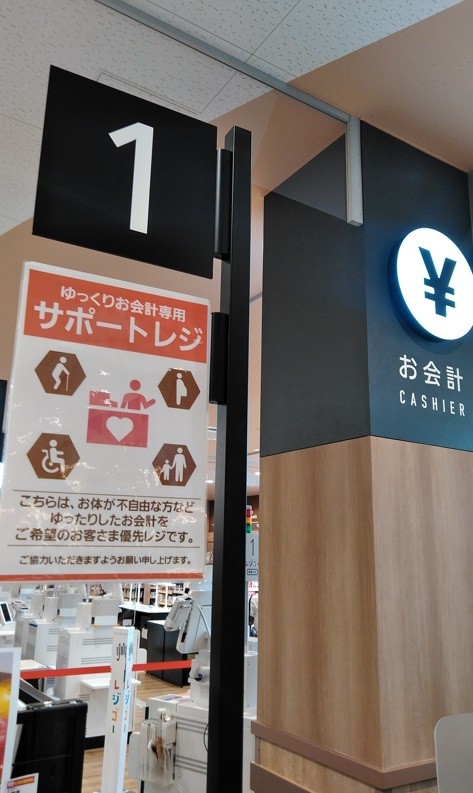 1
ゆっくりお会計専用
サポートレジ
こちらは、お体が不自由な方など
ゆったりしたお会計を
ご希望のお客さま優先レジです。
ご協力いただきますようお願い申し上げます。
¥
お会計
CASHIER
1
レジ